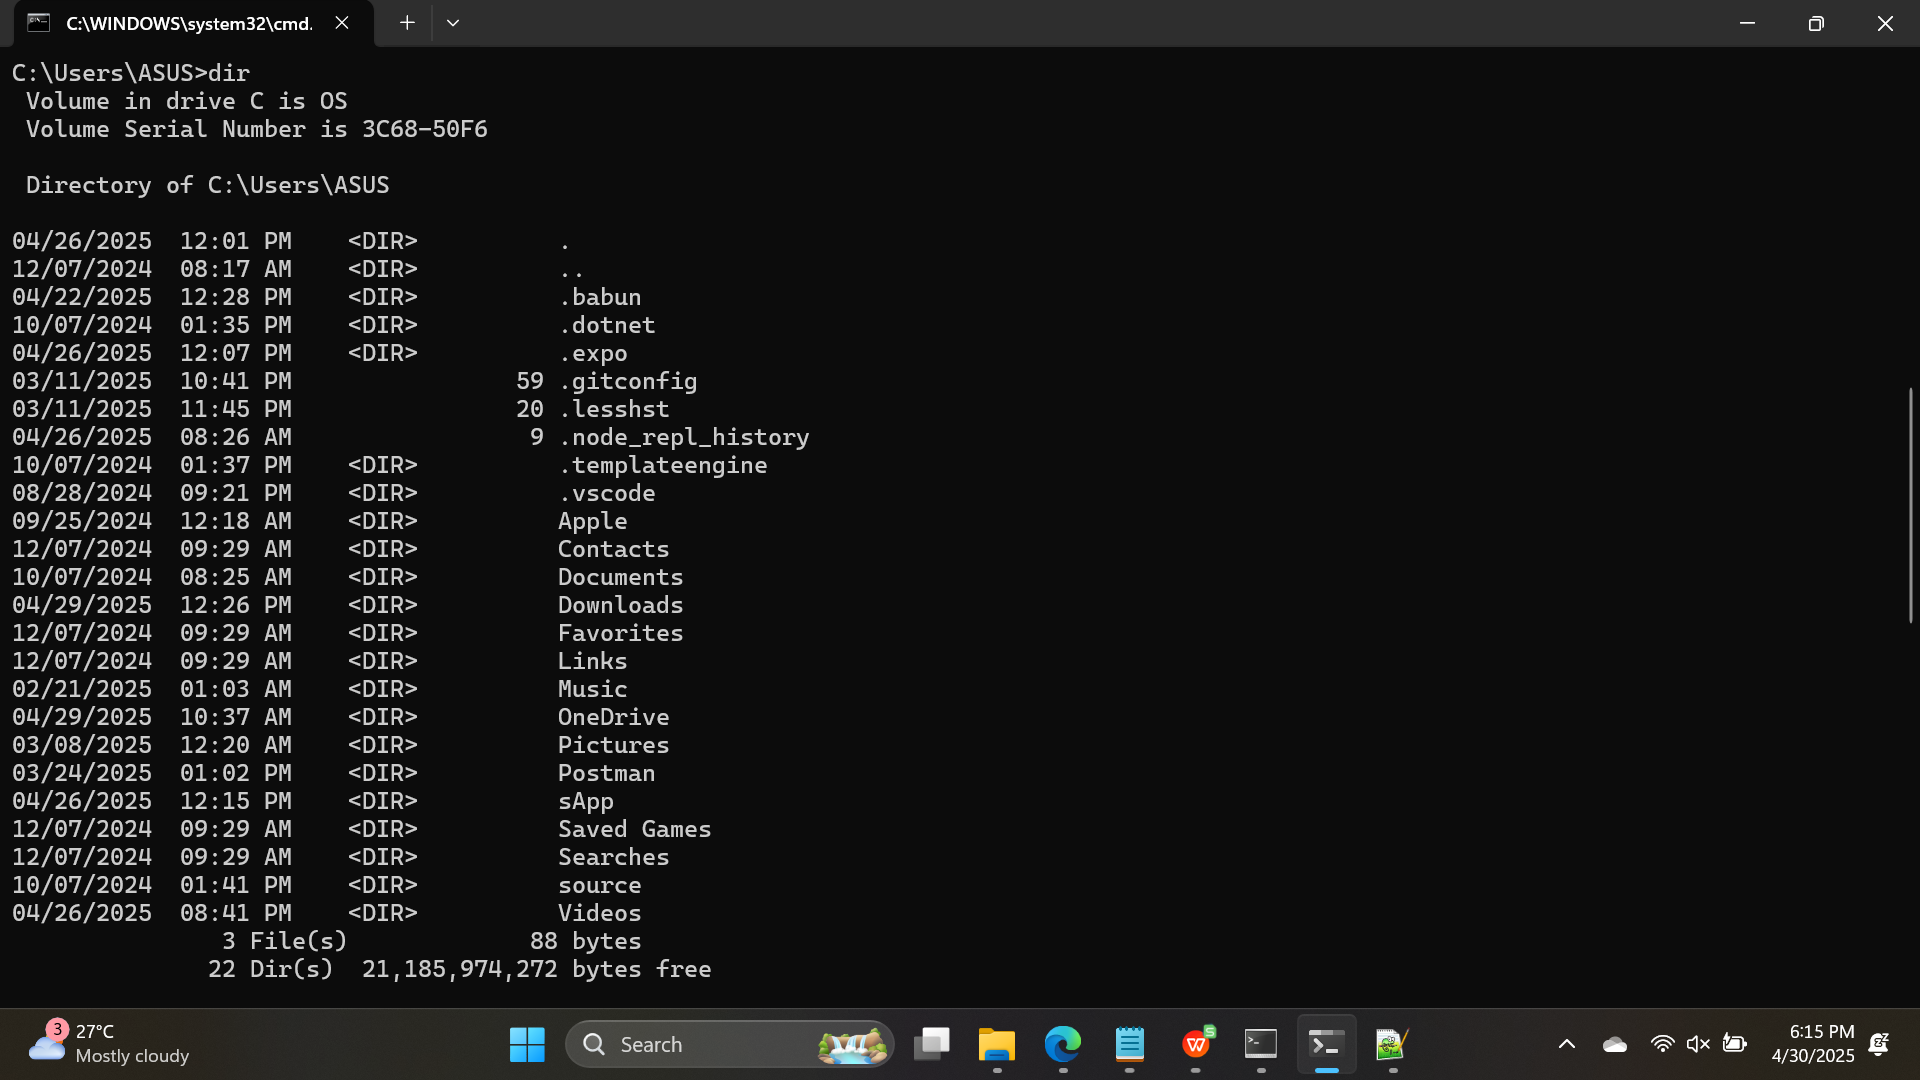 C:\WINDOWS\system32\cmd.
C:\Users\ASUS>dir
 Volume in drive C is OS
 Volume Serial Number is 3C68-50F6
 Directory of C:\Users\ASUS
04/26/2025  12:01 PM    <DIR>          .
12/07/2024  08:17 AM    <DIR>          ..
04/22/2025  12:28 PM    <DIR>          .babun
10/07/2024  01:35 PM    <DIR>          .dotnet
04/26/2025  12:07 PM    <DIR>          .expo
03/11/2025  10:41 PM                59 .gitconfig
03/11/2025  11:45 PM                20 .lesshst
04/26/2025  08:26 AM                 9 .node_repl_history
10/07/2024  01:37 PM    <DIR>          .templateengine
08/28/2024  09:21 PM    <DIR>          .vscode
09/25/2024  12:18 AM    <DIR>          Apple
12/07/2024  09:29 AM    <DIR>          Contacts
10/07/2024  08:25 AM    <DIR>          Documents
04/29/2025  12:26 PM    <DIR>          Downloads
12/07/2024  09:29 AM    <DIR>          Favorites
12/07/2024  09:29 AM    <DIR>          Links
02/21/2025  01:03 AM    <DIR>          Music
04/29/2025  10:37 AM    <DIR>          OneDrive
03/08/2025  12:20 AM    <DIR>          Pictures
03/24/2025  01:02 PM    <DIR>          Postman
04/26/2025  12:15 PM    <DIR>          sApp
12/07/2024  09:29 AM    <DIR>          Saved Games
12/07/2024  09:29 AM    <DIR>          Searches
10/07/2024  01:41 PM    <DIR>          source
04/26/2025  08:41 PM    <DIR>          Videos
               3 File(s)             88 bytes
              22 Dir(s)  21,185,974,272 bytes free
3
27°C
Mostly cloudy
Search
6:15 PM
4/30/2025